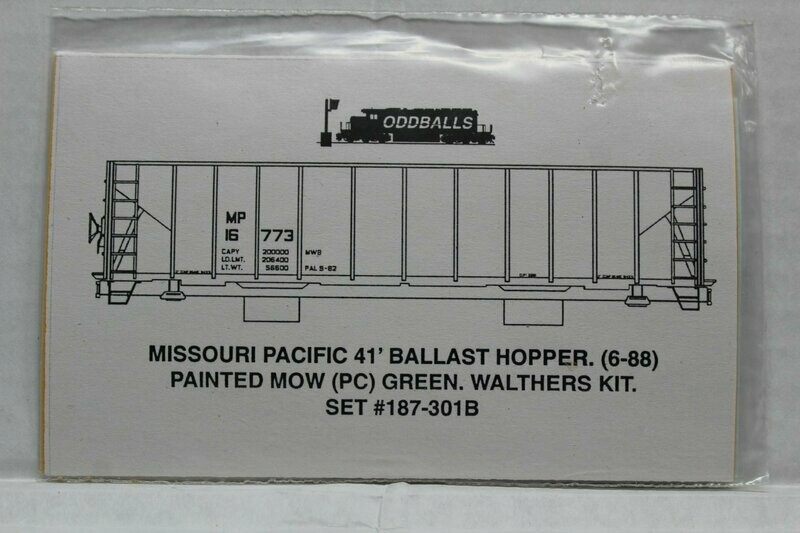 ODDBALLS
MP
16 773
CAPY 200000 MWB
LD.LMT. 206400
LT.WT. 56600 PAL 5-82
MISSOURI PACIFIC 41' BALLAST HOPPER. (6-88)
PAINTED MOW (PC) GREEN. WALTHERS KIT.
SET #187-301B